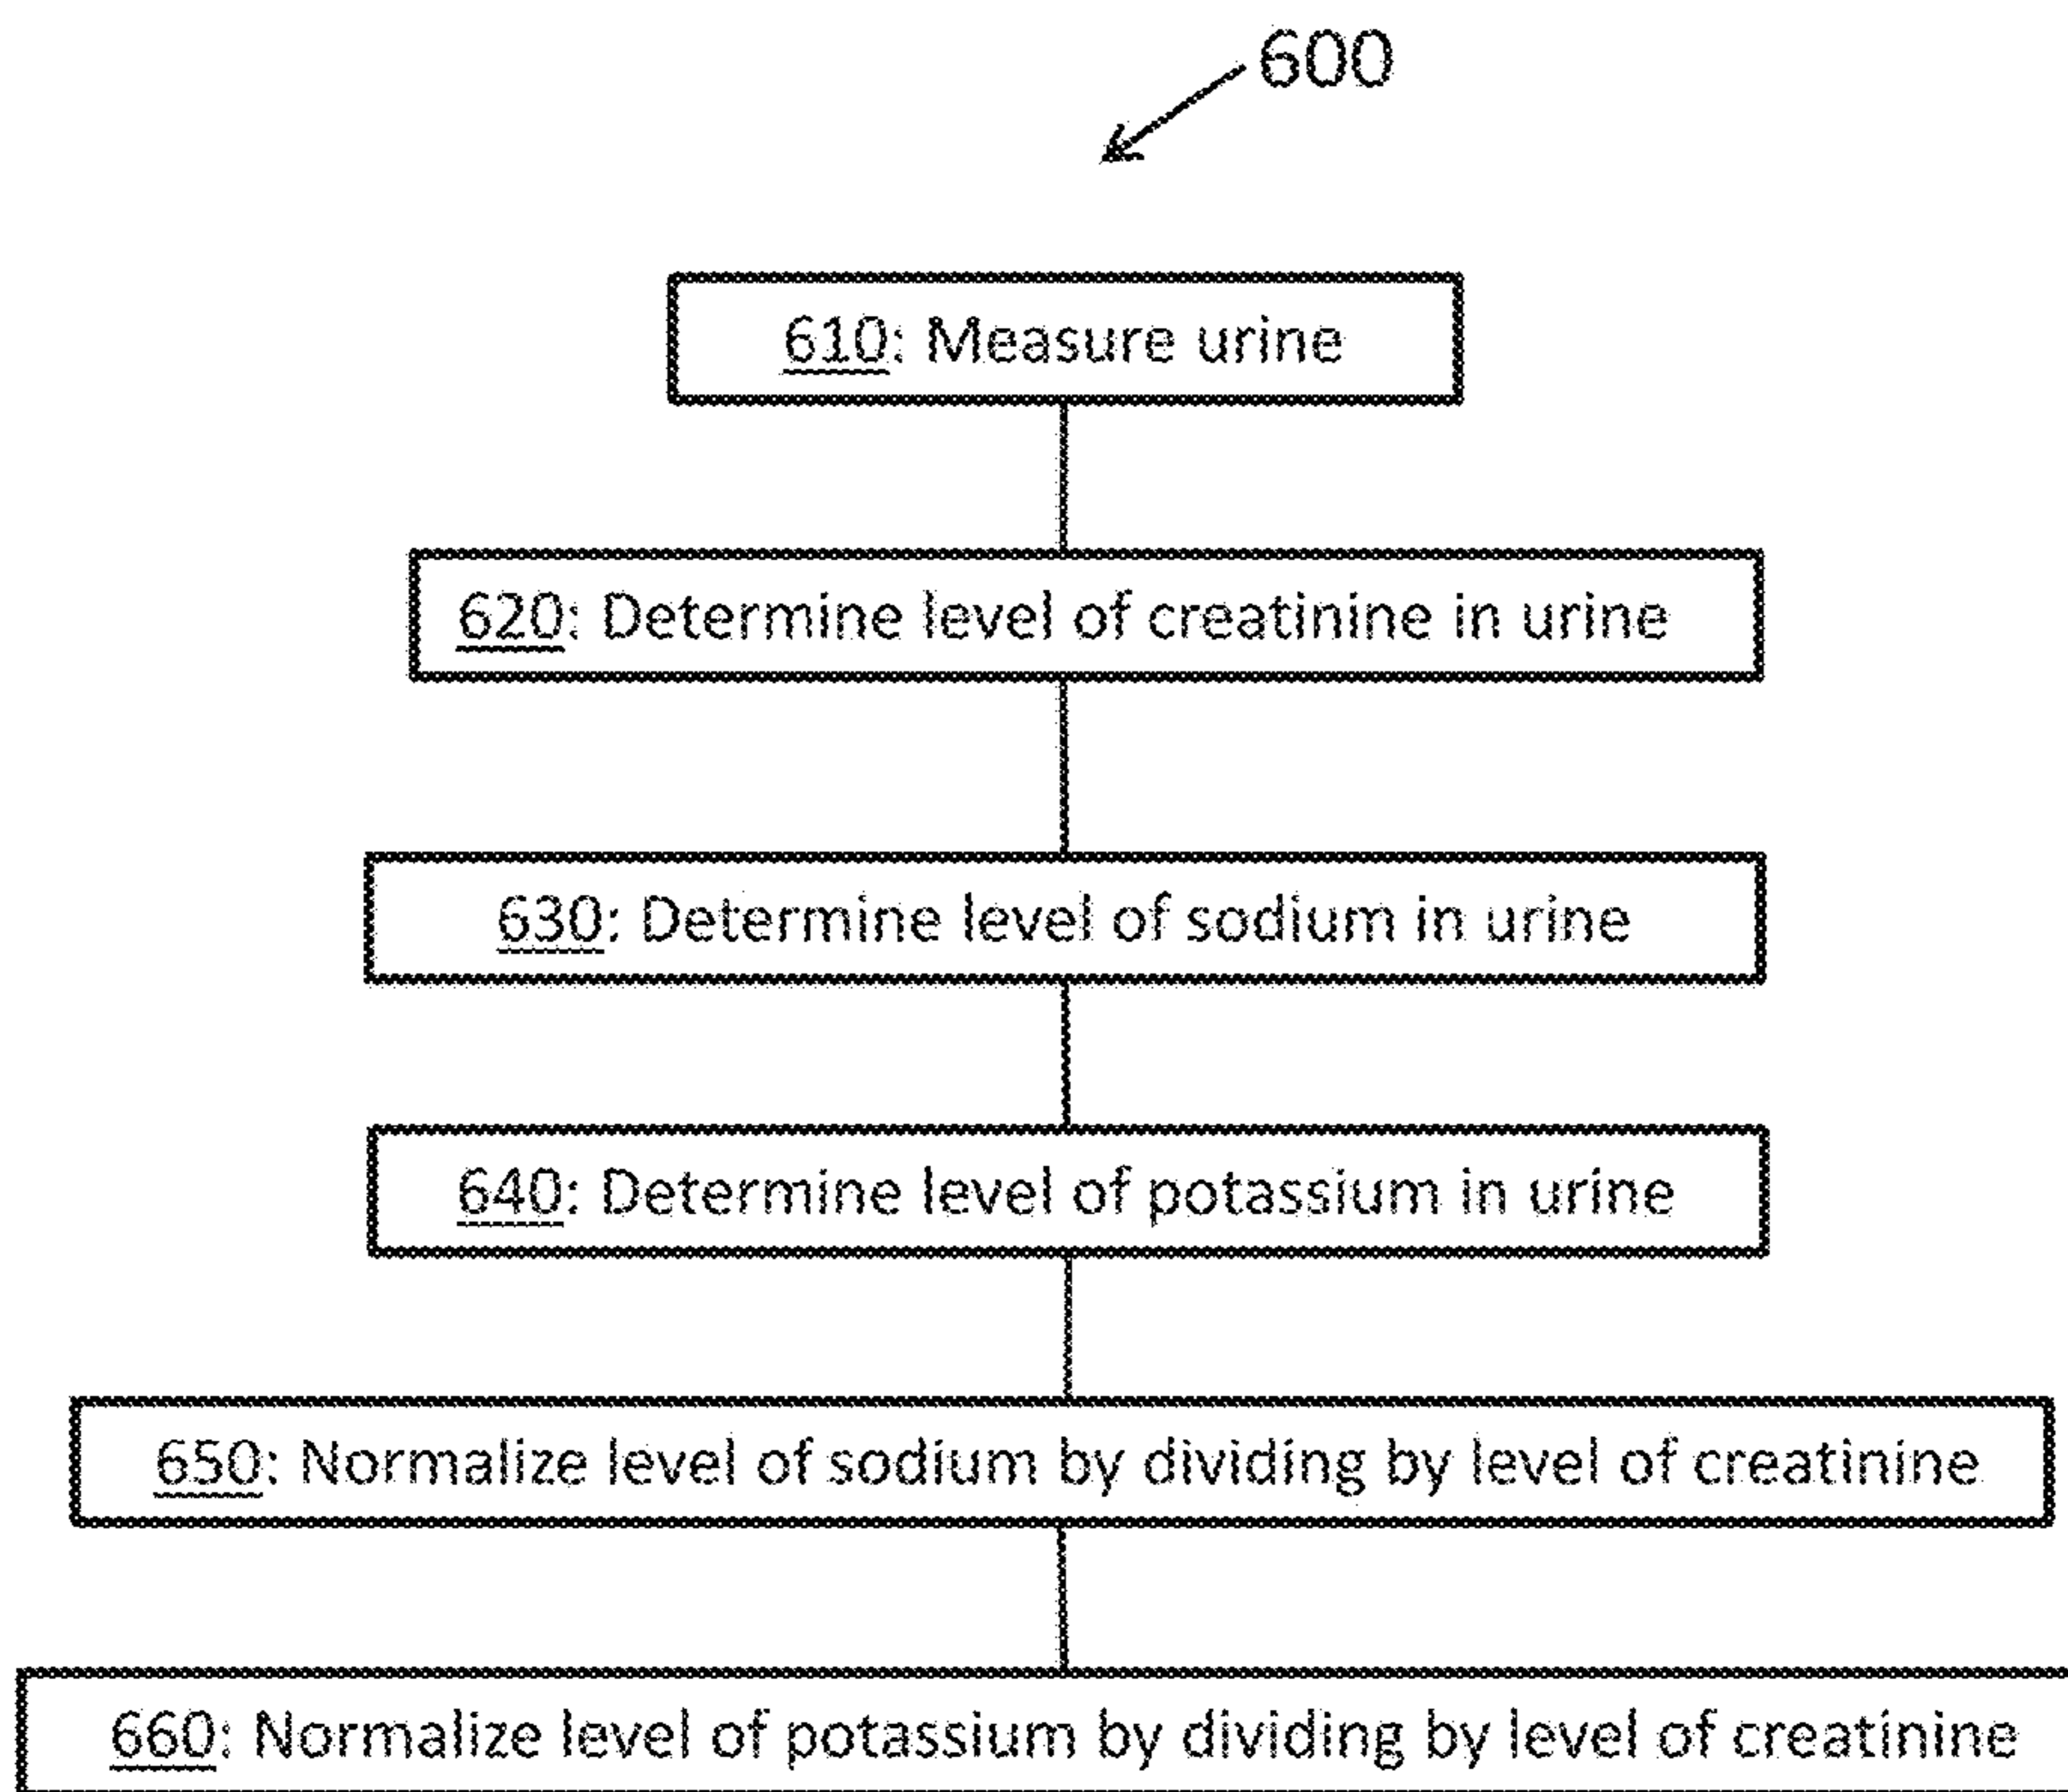 600
610: Measure urine
620: Determine level of creatinine in urine
630: Determine level of sodium in urine
640: Determine level of potassium in urine
650: Normalize level of sodium by dividing by level of creatinine
660: Normalize level of potassium by dividing by level of creatinine